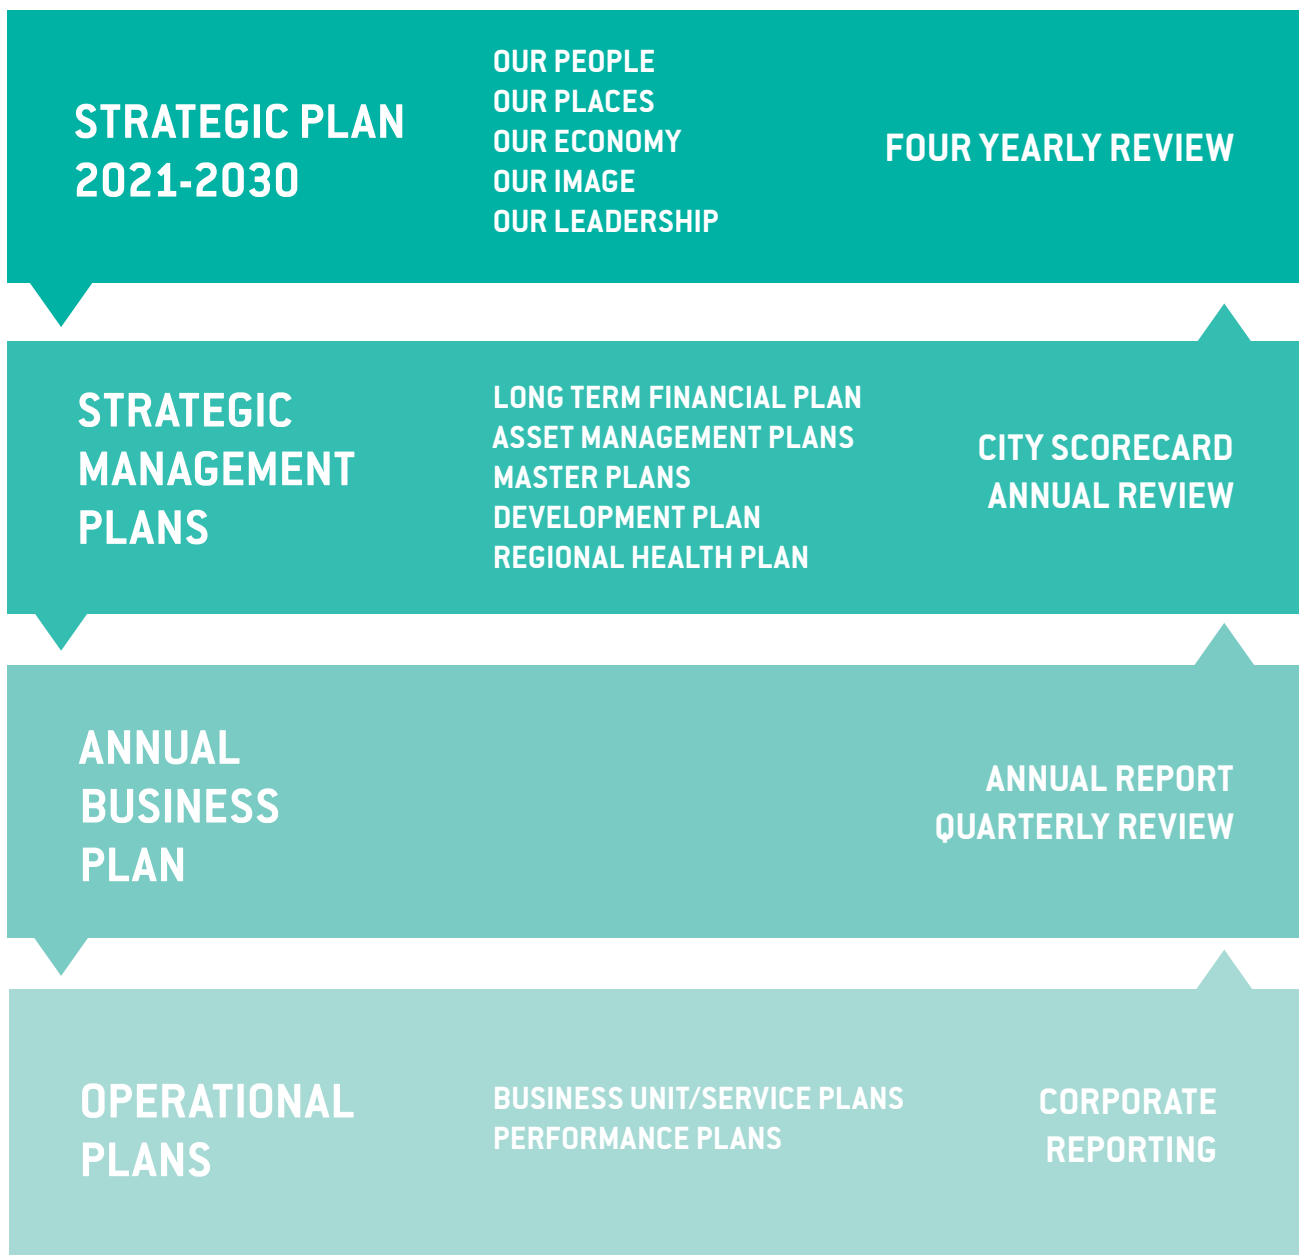 STRATEGIC PLAN
2021-2030
OUR PEOPLE
OUR PLACES
OUR ECONOMY
OUR IMAGE
OUR LEADERSHIP
FOUR YEARLY REVIEW
STRATEGIC
MANAGEMENT
PLANS
LONG TERM FINANCIAL PLAN
ASSET MANAGEMENT PLANS
MASTER PLANS
DEVELOPMENT PLAN
REGIONAL HEALTH PLAN
CITY SCORECARD
ANNUAL REVIEW
ANNUAL
BUSINESS
PLAN
ANNUAL REPORT
QUARTERLY REVIEW
OPERATIONAL
PLANS
BUSINESS UNIT/SERVICE PLANS
PERFORMANCE PLANS
CORPORATE
REPORTING